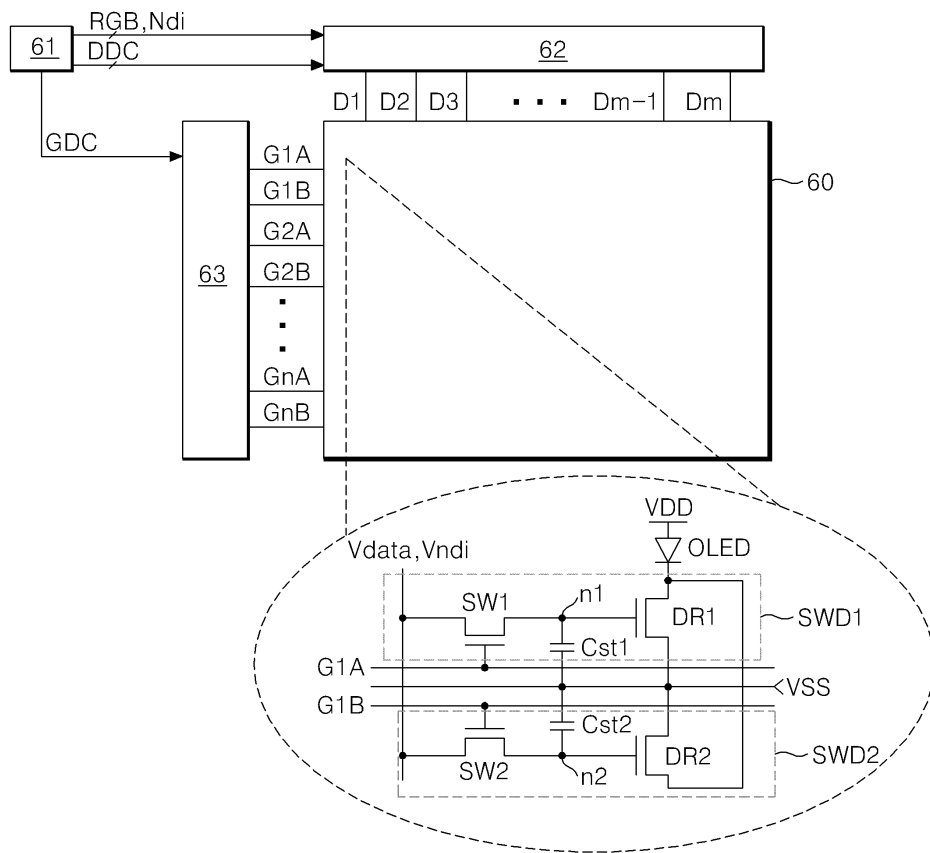 RGB,Ndi
61
DDC
62
D1 D2 D3 ··· Dm-1 Dm
GDC
G1A
60
G1B
G2A
63
G2B
GnA
GnB
VDD
OLED
Vdata,Vndi
n1
SW1
DR1
SWD1
Cst1
G1A
VSS
G1B
Cst2
DR2
SWD2
SW2
n2